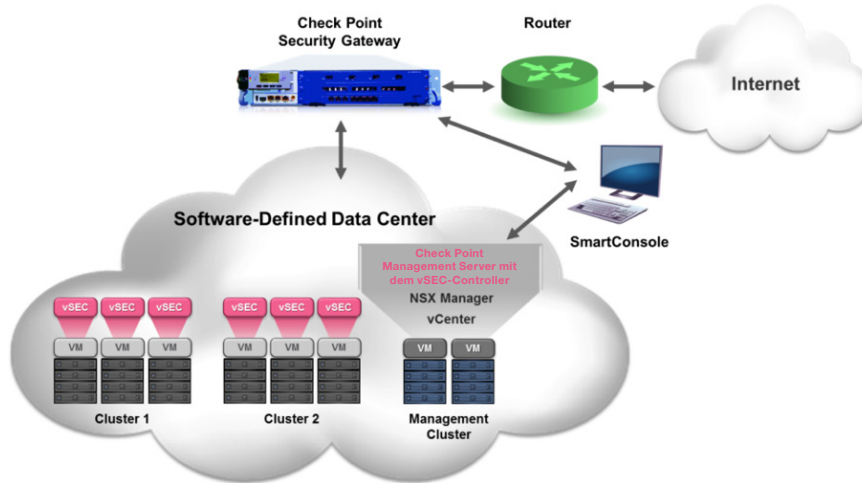 Check Point
Security Gateway
Router
Internet
Software-Defined Data Center
SmartConsole
Check Point
Management Server mit
dem vSEC-Controller
NSX Manager
vCenter
vSEC vSEC vSEC
vSEC vSEC vSEC
VM VM VM
VM VM VM
VM VM
Cluster 1
Cluster 2
Management
Cluster